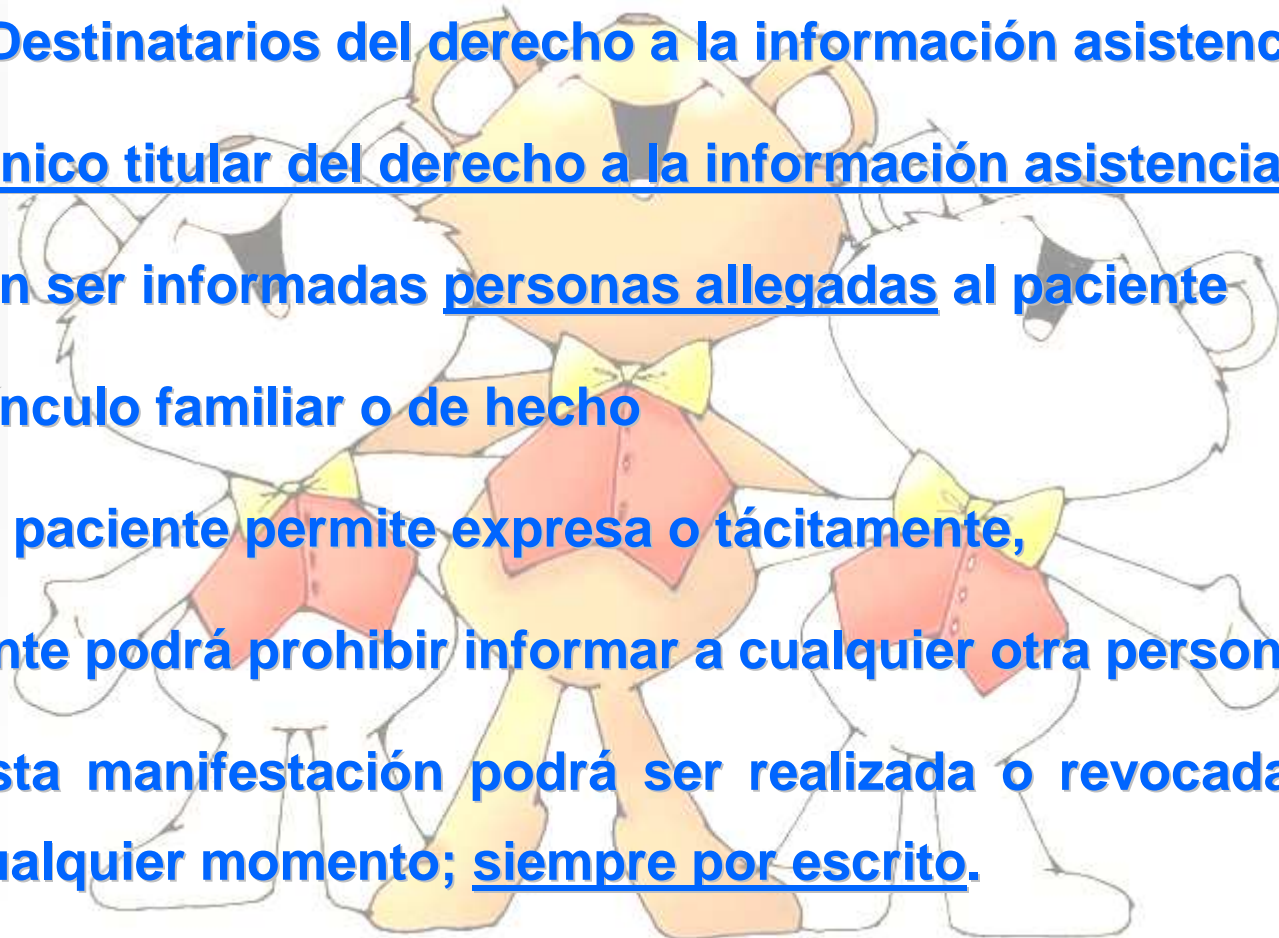 Destinatarios del derecho a la información asistenc
nico titular del derecho a la información asistencia
n ser informadas personas allegadas al paciente
nculo familiar o de hecho
paciente permite expresa o tácitamente,
nte podrá prohibir informar a cualquier otra person
sta manifestación podrá ser realizada o revocada
ualquier momento; siempre por escrito.